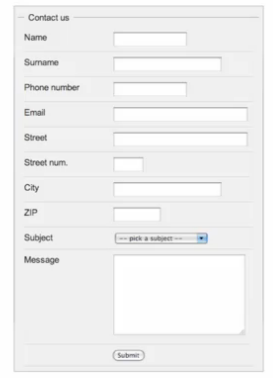 Contact us
Name
Surname
Phone number
Email
Street
Street num.
City
ZIP
Subject
--- pick a subject ---
Message
Submit